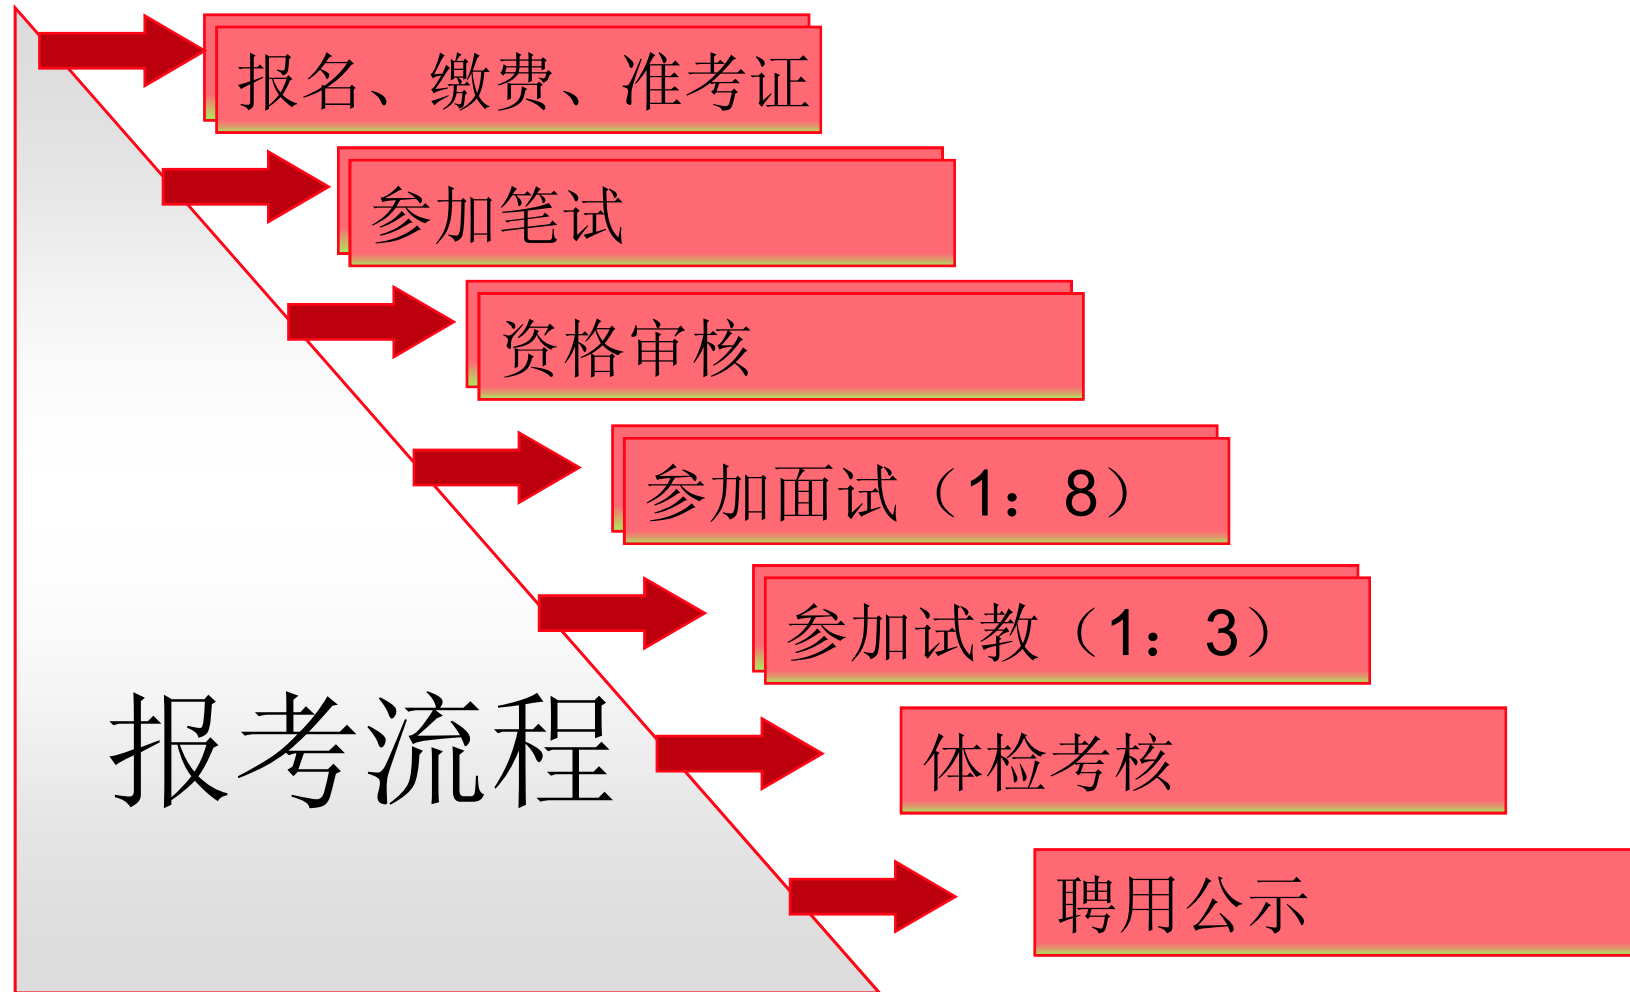 报名、缴费、准考证
参加笔试
资格审核
参加面试（1：8）
参加试教（1：3）
报考流程
体检考核
聘用公示